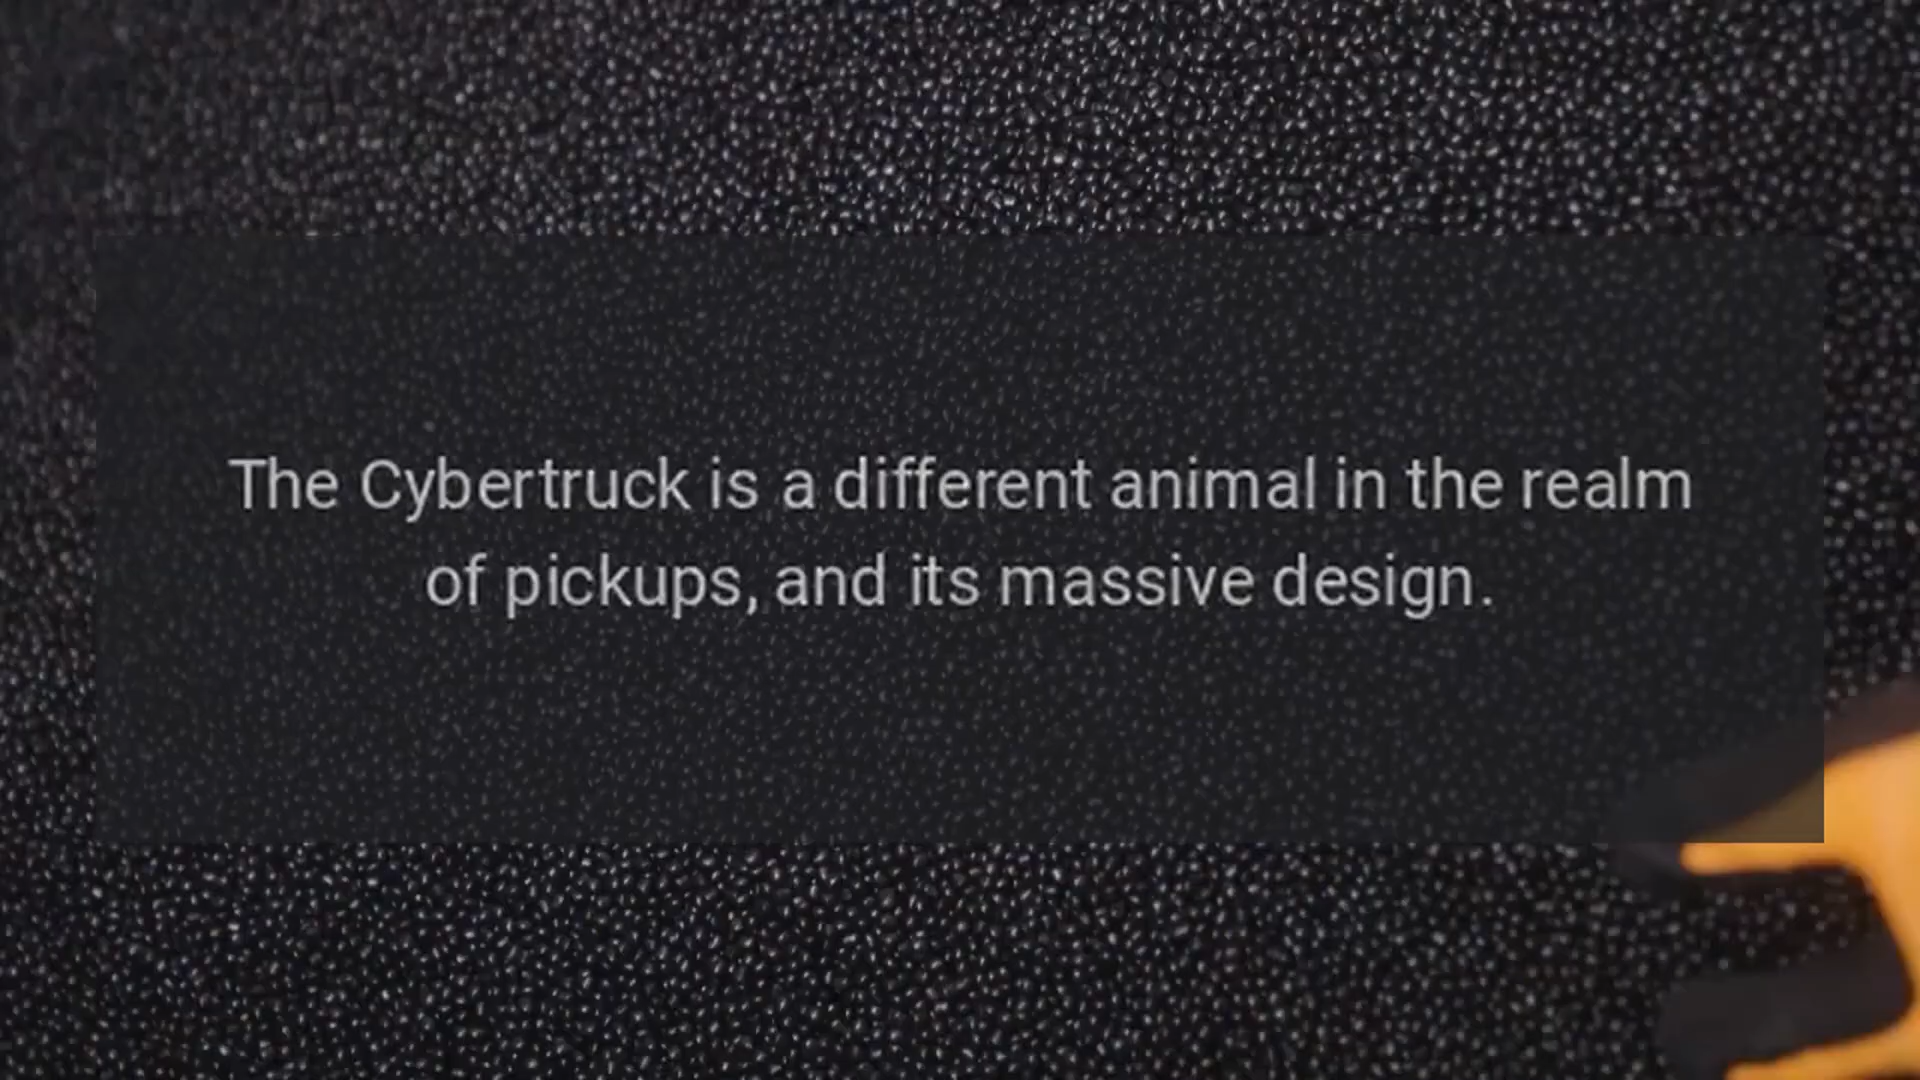 The Cybertruck is a different animal in the realm
of pickups, and its massive design.